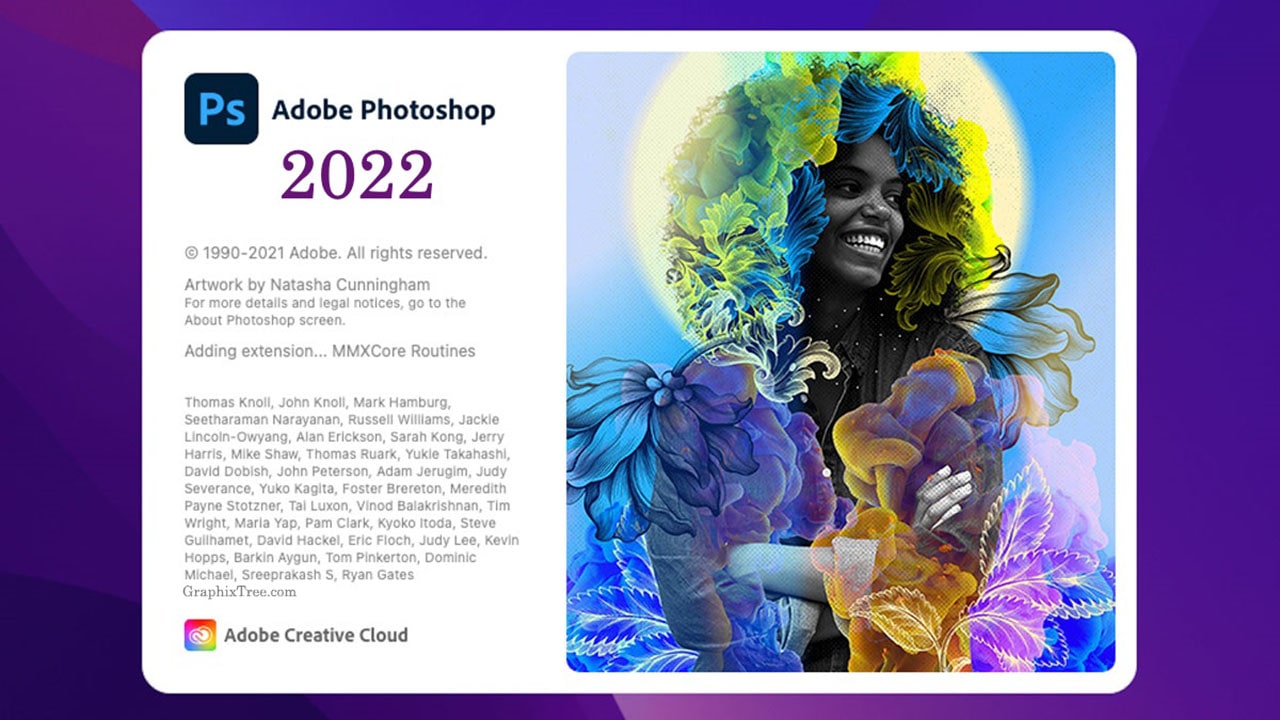 Ps
Adobe Photoshop
2022
© 1990-2021 Adobe. All rights reserved.
Artwork by Natasha Cunningham
For more details and legal notices, go to the
About Photoshop screen.
Adding extension... MMXCore Routines
Thomas Knoll, John Knoll, Mark Hamburg,
Seetharaman Narayanan, Russell Williams, Jackie
Lincoln-Owyang, Alan Erickson, Sarah Kong, Jerry
Harris, Mike Shaw, Thomas Ruark, Yukie Takahashi,
David Dobish, John Peterson, Adam Jerugim, Judy
Severance, Yuko Kagita, Foster Brereton, Meredith
Payne Stotzner, Tai Luxon, Vinod Balakrishnan, Tim
Wright, Maria Yap, Pam Clark, Kyoko Itoda, Steve
Guilhamet, David Hackel, Eric Floch, Judy Lee, Kevin
Hopps, Barkin Aygun, Tom Pinkerton, Dominic
Michael, Sreeprakash S, Ryan Gates
GraphixTree.com
Adobe Creative Cloud